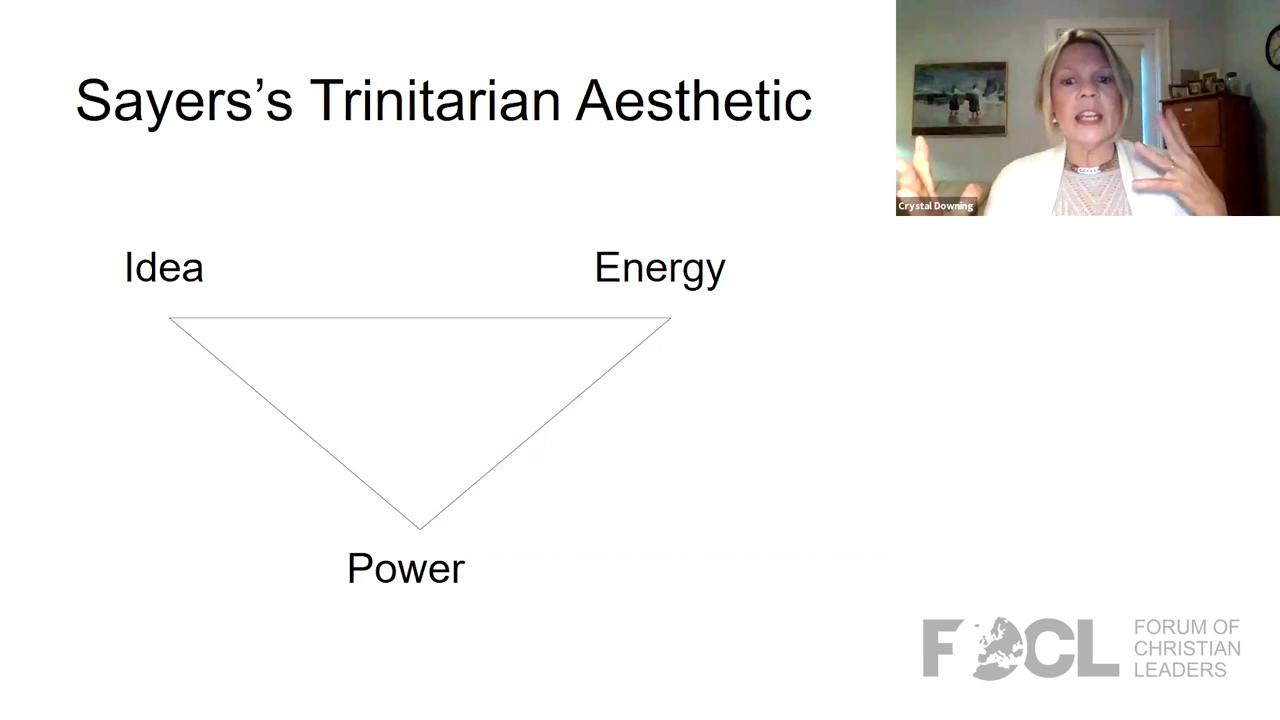 Sayers’s Trinitarian Aesthetic
Crystal Downing
Idea
Energy
Power
FOCL
FORUM OF
CHRISTIAN
LEADERS